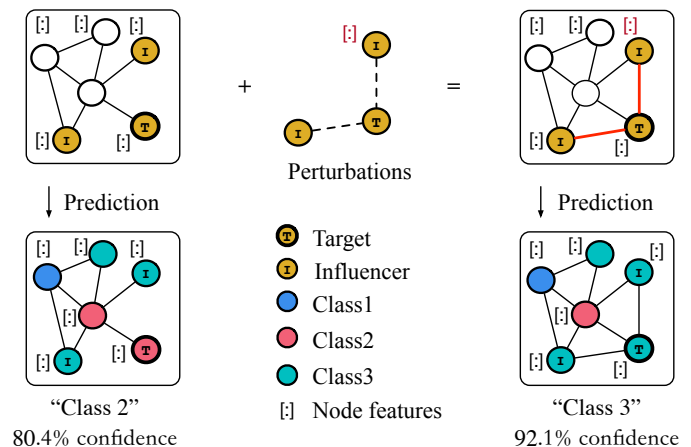 [:] [:] [:]
I
[:] I [:] T
+
[:] I
I T
Perturbations
=
[:] [:] [:]
I
[:] I T
[:]
Prediction
Prediction
[:] [:] [:]
I
[:]
[:] I [:] T
"Class 2"
80.4% confidence
T Target
I Influencer
Class1
Class2
Class3
[:] Node features
[:] [:] [:]
I
[:]
[:] I T
[:]
"Class 3"
92.1% confidence